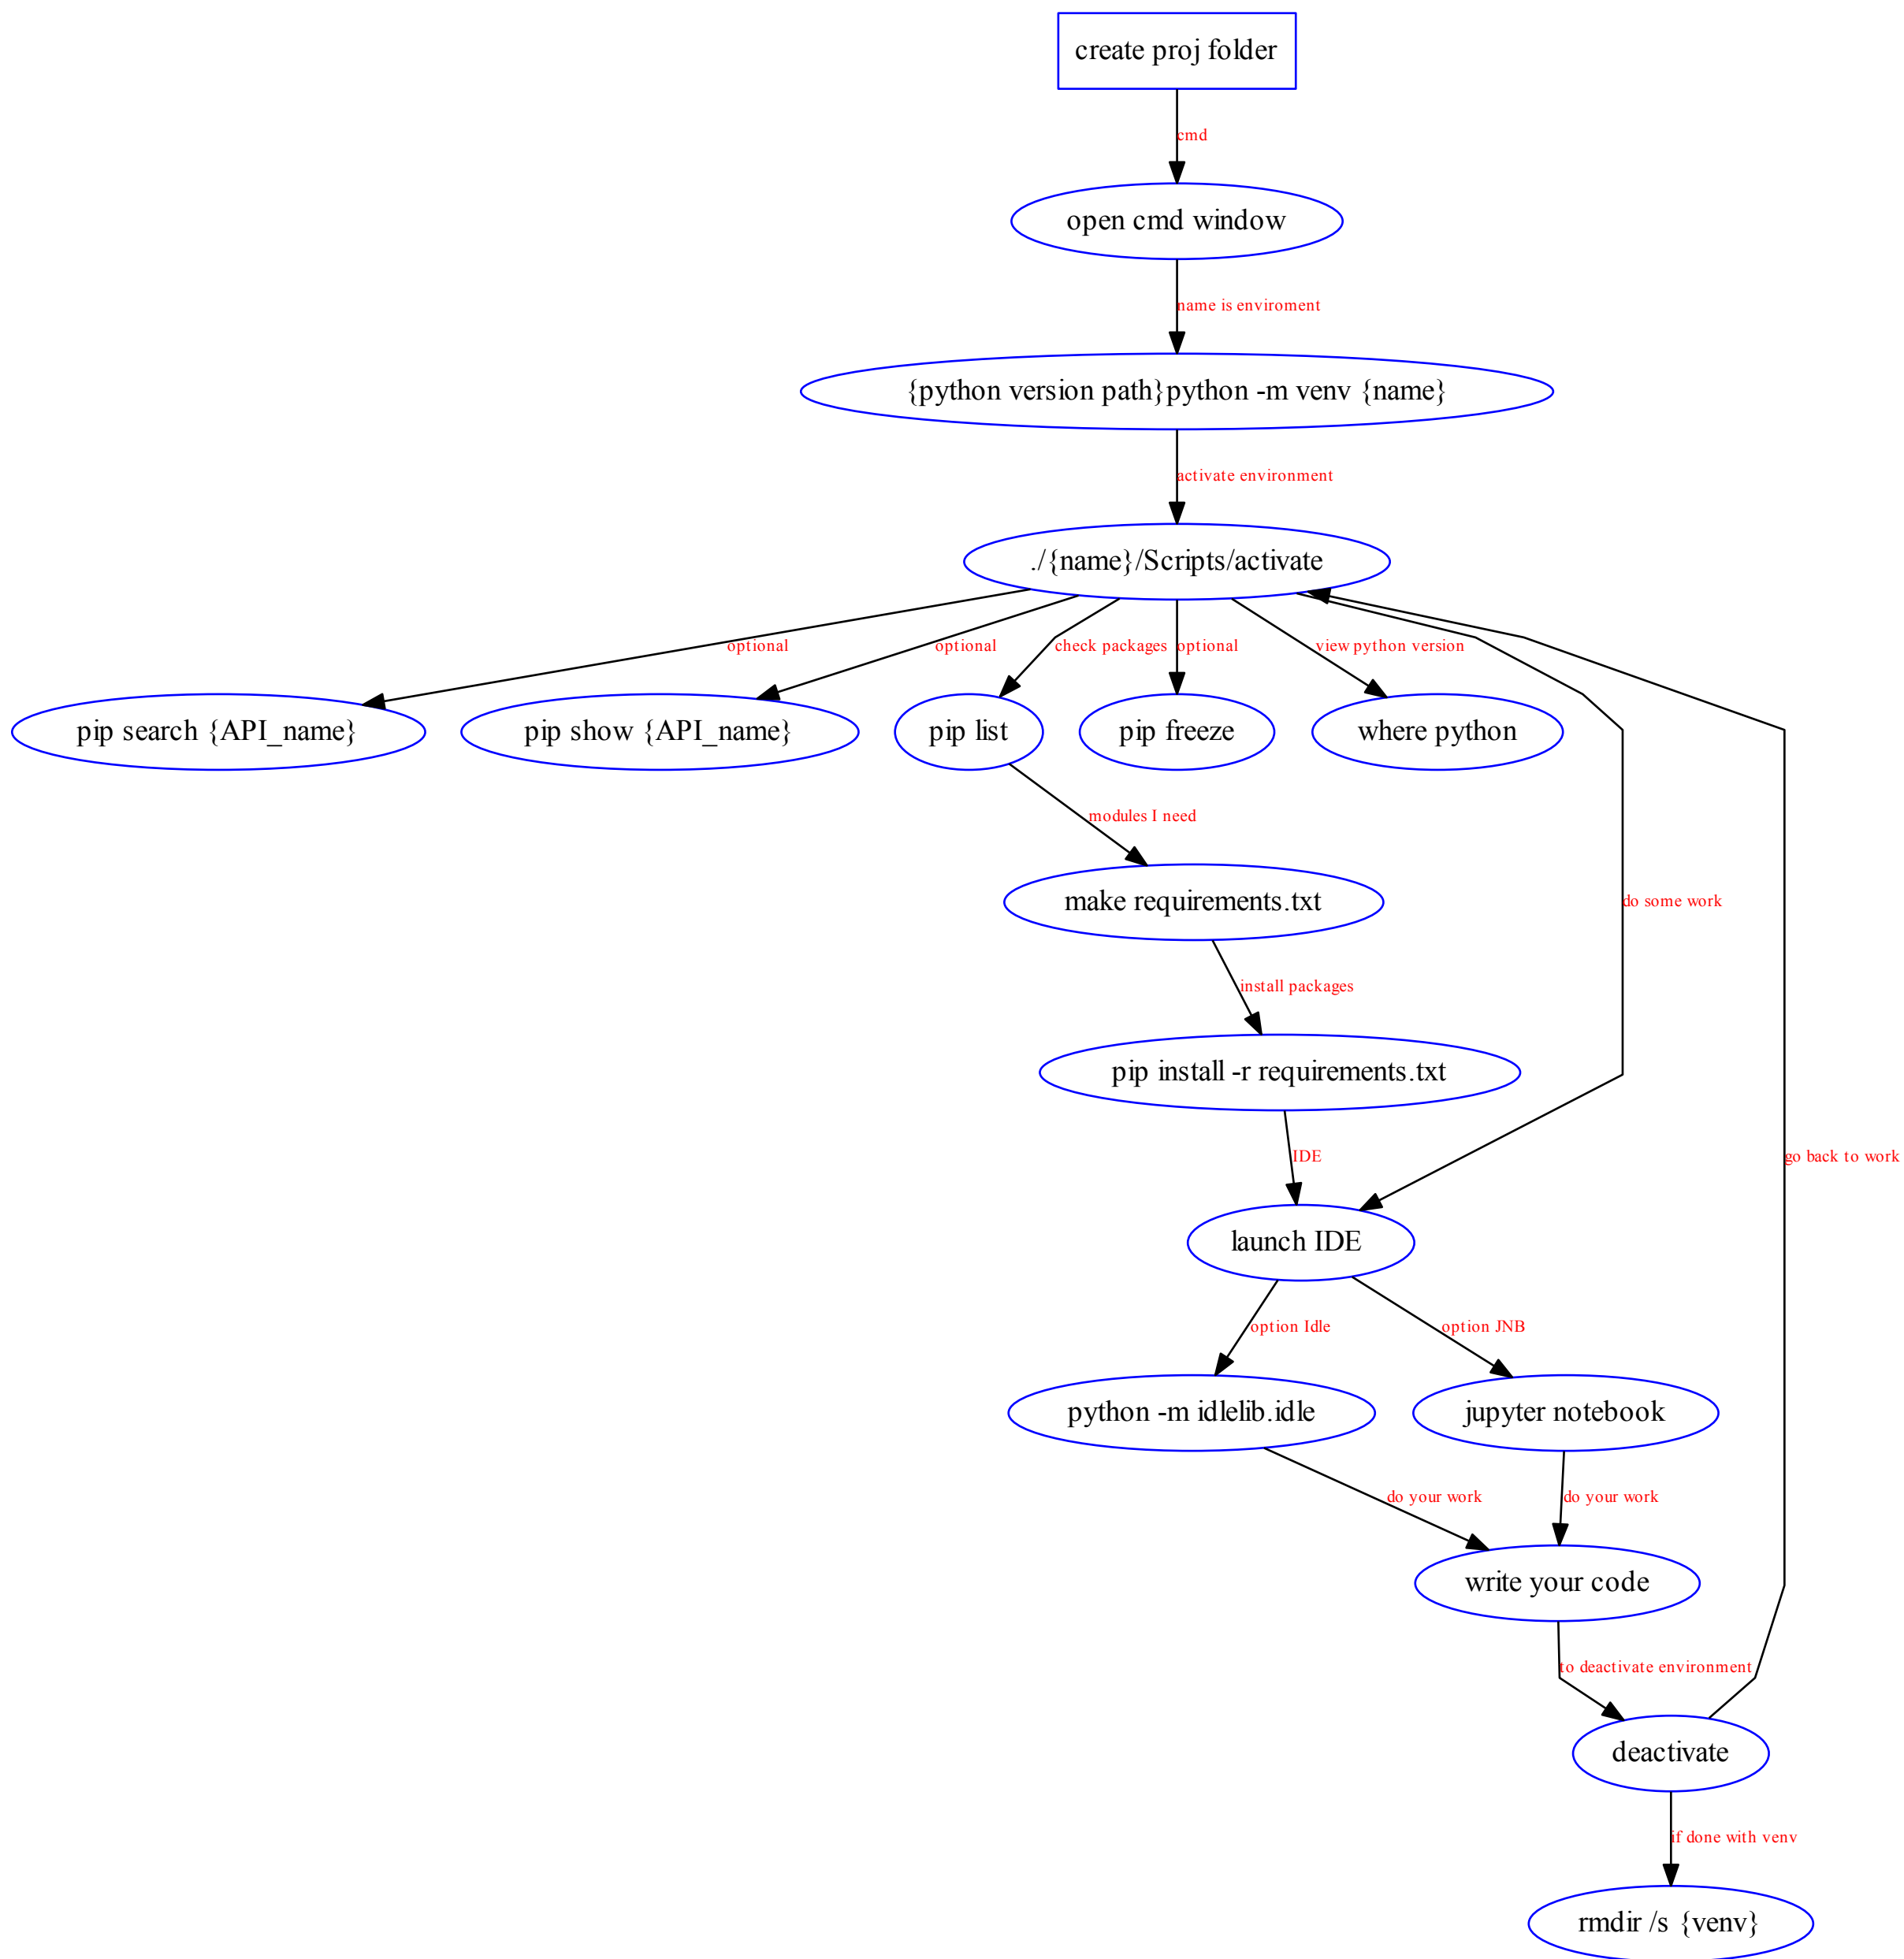 create proj folder
cmd
open cmd window
name is enviroment
{python version path}python -m venv {name}
activate environment
./{name}/Scripts/activate
optional
optional
check packages
optional
view python version
pip search {API_name}
pip show {API_name}
pip list
pip freeze
where python
modules I need
make requirements.txt
do some work
install packages
pip install -r requirements.txt
IDE
go back to work
launch IDE
option Idle
option JNB
python -m idlelib.idle
jupyter notebook
do your work
do your work
write your code
to deactivate environment
deactivate
if done with venv
rmdir /s {venv}